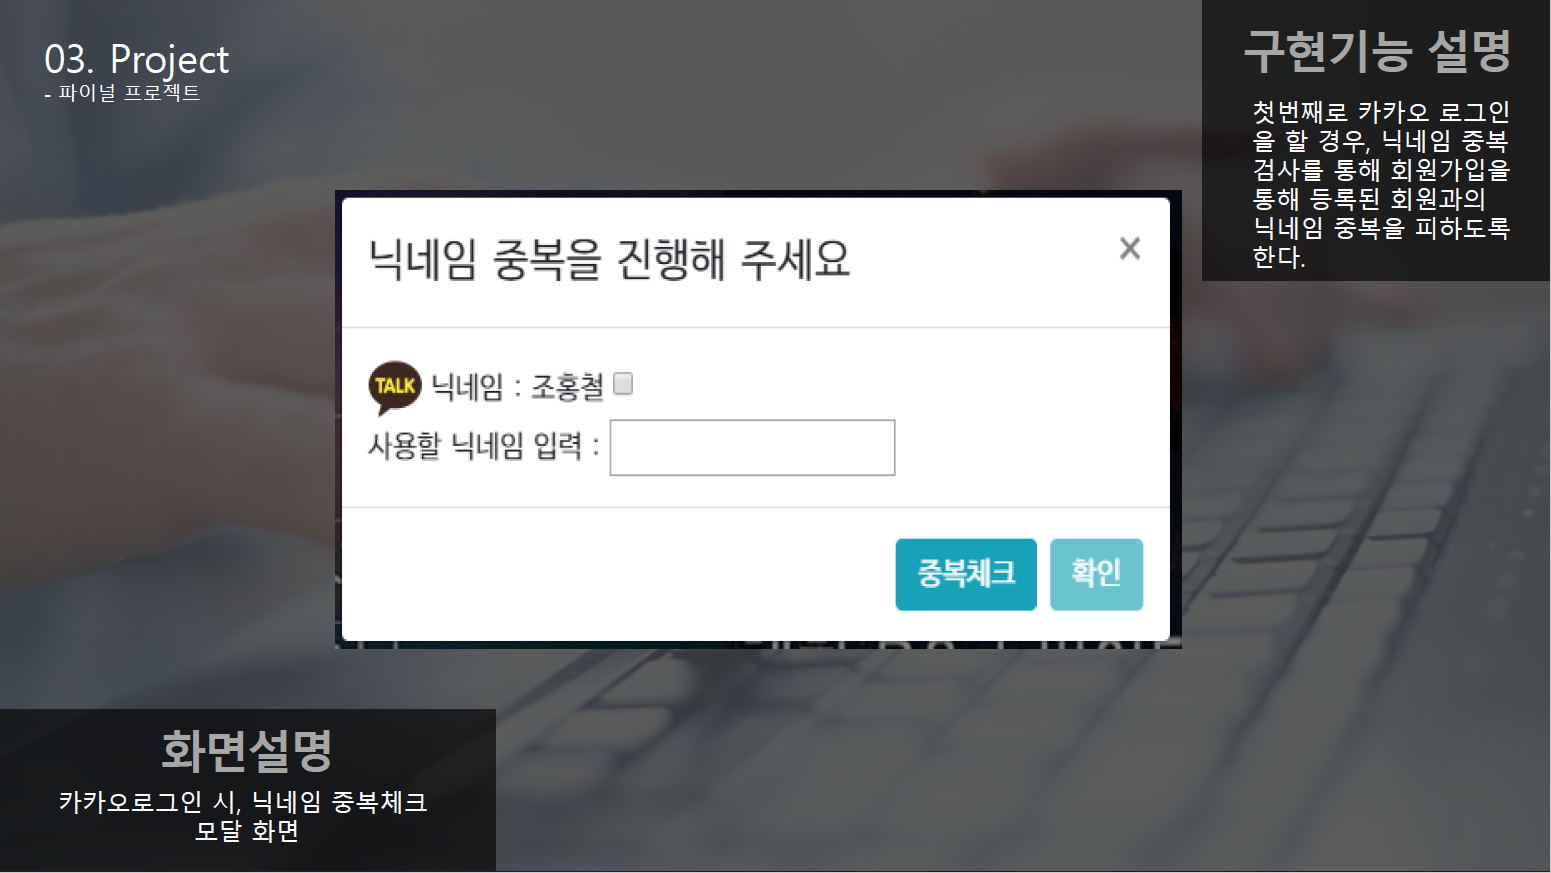 03. Project
- 파이널 프로젝트
구현기능 설명
첫번째로 카카오 로그인
을 할 경우, 닉네임 중복
검사를 통해 회원가입을
통해 등록된 회원과의
닉네임 중복을 피하도록
한다.
닉네임 중복을 진행해 주세요
×
TALK 닉네임 : 조홍철
사용할 닉네임 입력 :
중복체크 확인
화면설명
카카오로그인 시, 닉네임 중복체크
모달 화면